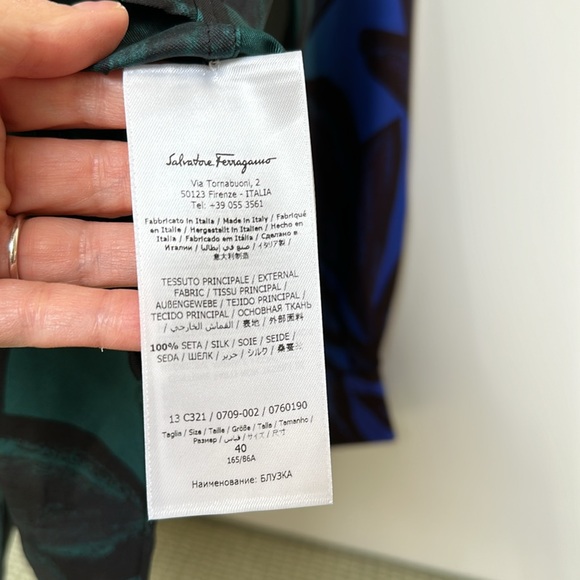 Salvatore Ferragamo
Via Tornabuoni, 2
50123 Firenze - ITALIA
Tel: +39 055 3561
Fabbricato in Italia / Made in Italy / Fabriqué
en Italie / Hergestellt in Italien / Hecho en
Italia / Fabricado em Itália / Сделано в
Италии / صنع في إيطاليا / イタリア製 /
意大利制造
TESSUTO PRINCIPALE / EXTERNAL
FABRIC / TISSU PRINCIPAL /
AUßENGEWEBE / TEJIDO PRINCIPAL /
TECIDO PRINCIPAL / ОСНОВНАЯ ТКАНЬ
/ القماش الخارجي / 表地 / 外部面料
100% SETA / SILK / SOIE / SEIDE /
SEDA / ШЕЛК / حرير / シルク / 桑蚕
13 C321 / 0709-002 / 0760190
Taglia / Size / Taille / Größe / Talla / Tamanho /
Размер / قياس / サイズ / 尺寸
40
165/86A
Наименование: БЛУЗКА